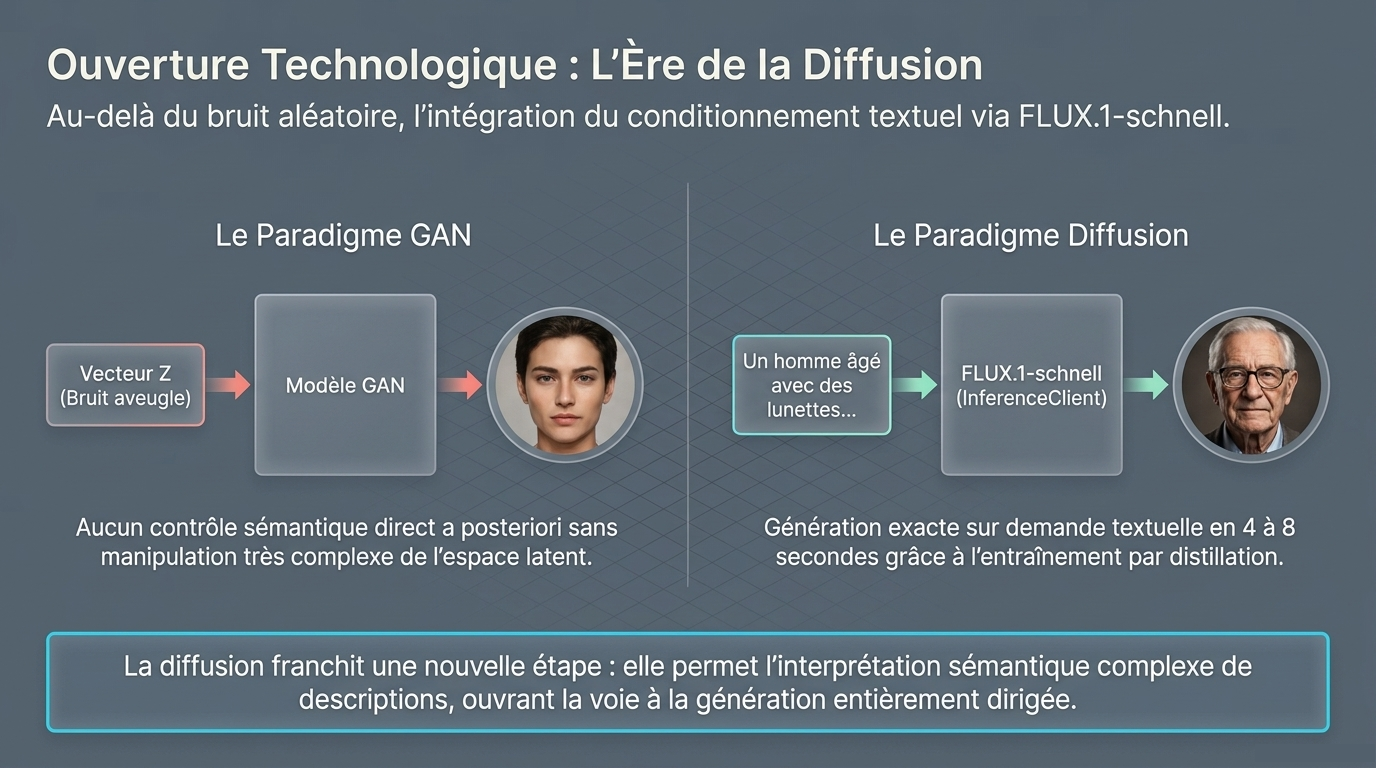 Ouverture Technologique : L'Ère de la Diffusion
Au-delà du bruit aléatoire, l'intégration du conditionnement textuel via FLUX.1-schnell.
Le Paradigme GAN
Vecteur Z
(Bruit aveugle)
Modèle GAN
Aucun contrôle sémantique direct a posteriori sans
manipulation très complexe de l'espace latent.
Le Paradigme Diffusion
Un homme âgé
avec des
lunettes...
FLUX.1-schnell
(InferenceClient)
Génération exacte sur demande textuelle en 4 à 8
secondes grâce à l'entraînement par distillation.
La diffusion franchit une nouvelle étape : elle permet l'interprétation sémantique complexe de
descriptions, ouvrant la voie à la génération entièrement dirigée.